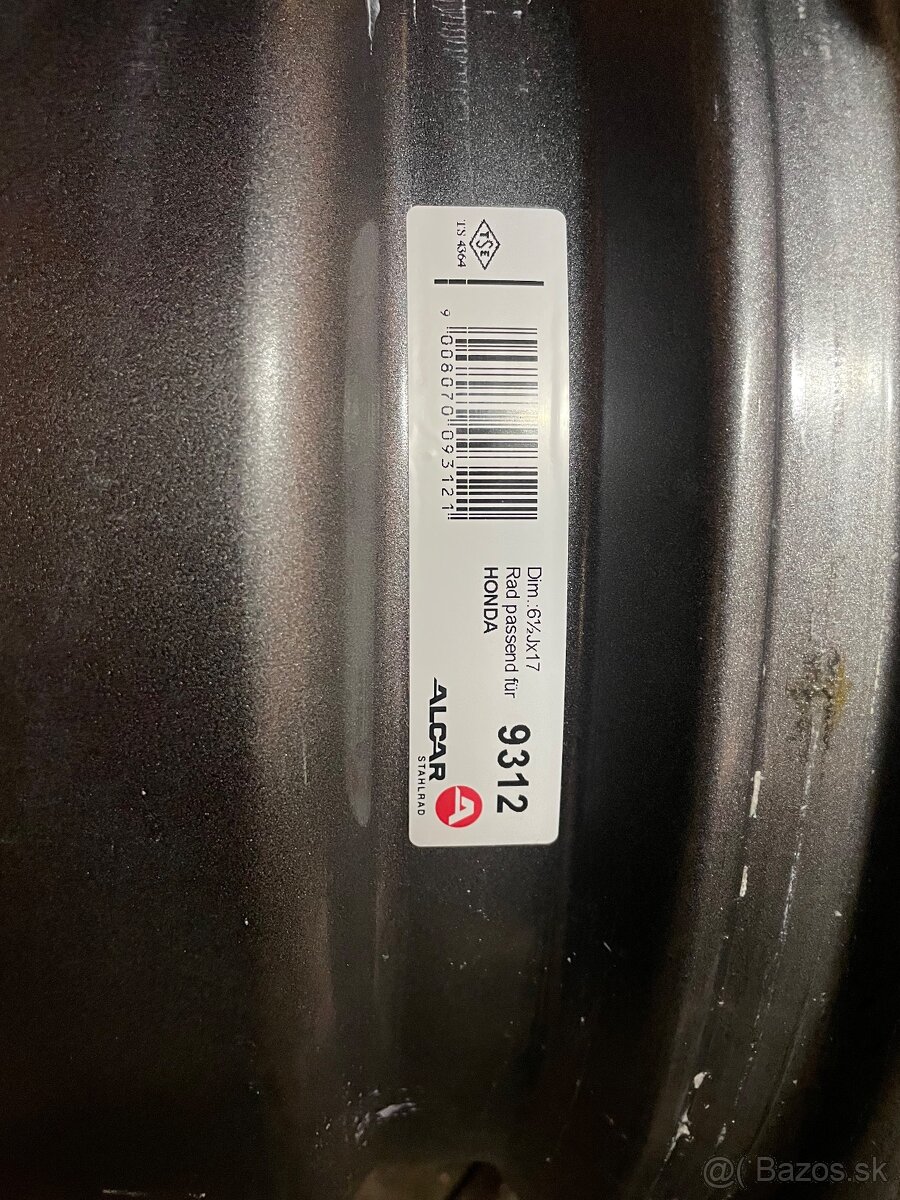 TSE
TS 4364
9 008070 093121
Dim.:6½Jx17
Rad passend für
HONDA
9312
ALCAR
STAHLRAD
A
@( Bazos.sk